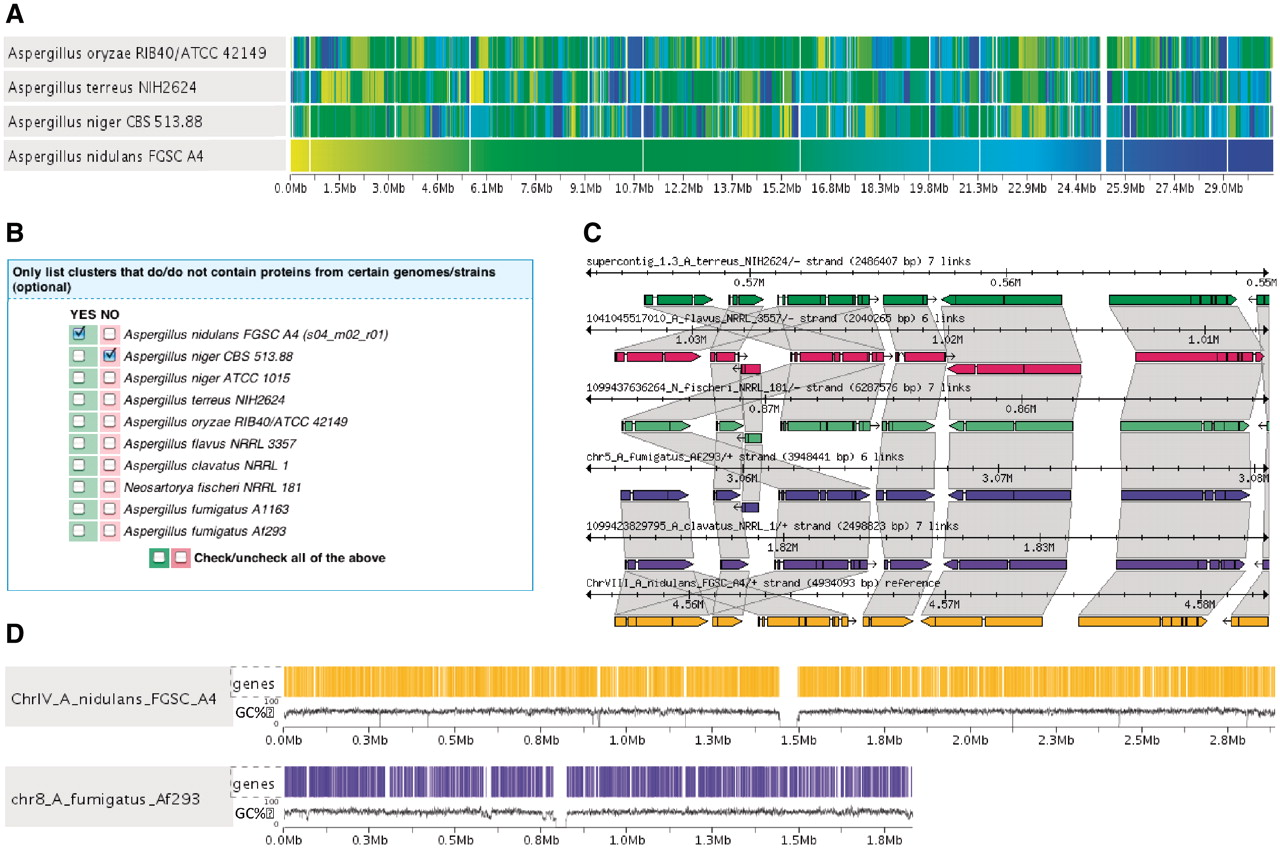 A
Aspergillus oryzae RIB40/ATCC 42149
Aspergillus terreus NIH2624
Aspergillus niger CBS 513.88
Aspergillus nidulans FGSC A4
0.0Mb 1.5Mb 3.0Mb 4.6Mb 6.1Mb 7.6Mb 9.1Mb 10.7Mb 12.2Mb 13.7Mb 15.2Mb 16.8Mb 18.3Mb 19.8Mb 21.3Mb 22.9Mb 24.4Mb 25.9Mb 27.4Mb 29.0Mb
B
Only list clusters that do/do not contain proteins from certain genomes/strains
(optional)
YES NO
Aspergillus nidulans FGSC A4 (s04_m02_r01)
Aspergillus niger CBS 513.88
Aspergillus niger ATCC 1015
Aspergillus terreus NIH2624
Aspergillus oryzae RIB40/ATCC 42149
Aspergillus flavus NRRL 3357
Aspergillus clavatus NRRL 1
Neosartorya fischeri NRRL 181
Aspergillus fumigatus A1163
Aspergillus fumigatus Af293
Check/uncheck all of the above
C
supercontig_1.3_A_terreus_NIH2624/- strand (2486407 bp) 7 links
0.57M 0.56M 0.55M
1041045517010_A_flavus_NRRL_3557/- strand (2040265 bp) 6 links
1.03M 1.02M 1.01M
1099437636264_N_fischeri_NRRL_181/- strand (6287576 bp) 7 links
0.87M 0.86M
chr5_A_fumigatus_Af293/+ strand (3948441 bp) 6 links
3.06M 3.07M 3.08M
1099423829795_A_clavatus_NRRL_1/+ strand (2498823 bp) 7 links
1.82M 1.83M
ChrVIII_A_nidulans_FGSC_A4/+ strand (4934093 bp) reference
4.56M 4.57M 4.58M
D
ChrIV_A_nidulans_FGSC_A4
genes
100
GC%
0
0.0Mb 0.3Mb 0.5Mb 0.8Mb 1.0Mb 1.3Mb 1.5Mb 1.8Mb 2.0Mb 2.3Mb 2.5Mb 2.8Mb
chr8_A_fumigatus_Af293
genes
100
GC%
0
0.0Mb 0.3Mb 0.5Mb 0.8Mb 1.0Mb 1.3Mb 1.5Mb 1.8Mb